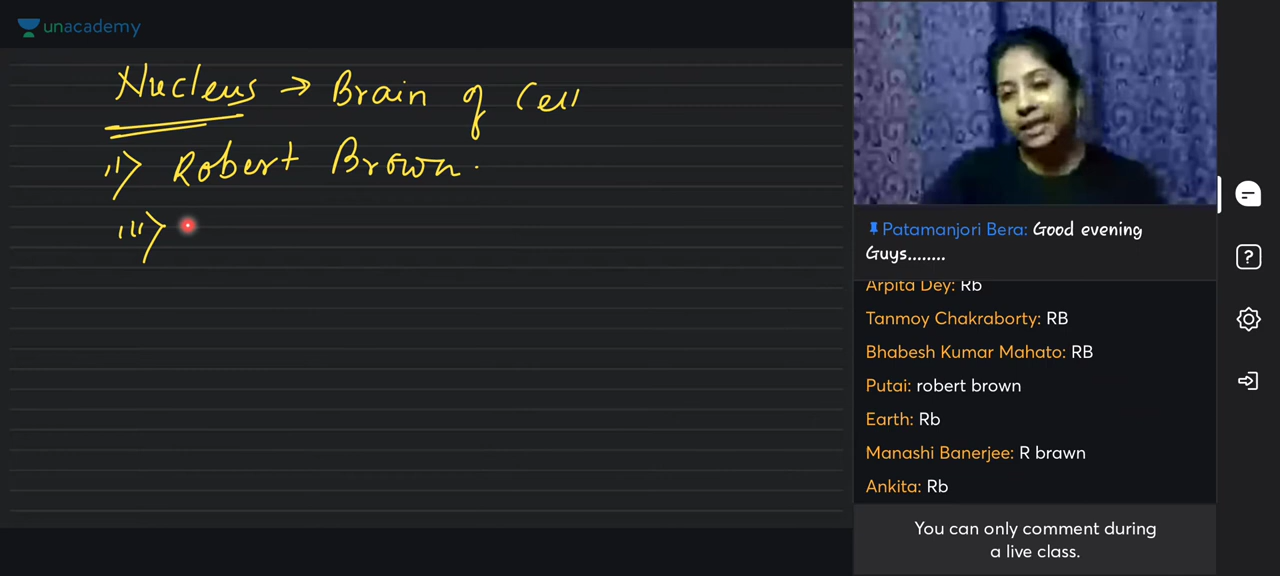 unacademy
Nucleus → Brain of Cell
ii> Robert Brown.
iii>
Patamanjori Bera: Good evening
Guys........
Arpita Dey: Rb
Tanmoy Chakraborty: RB
Bhabesh Kumar Mahato: RB
Putai: robert brown
Earth: Rb
Manashi Banerjee: R brawn
Ankita: Rb
You can only comment during
a live class.